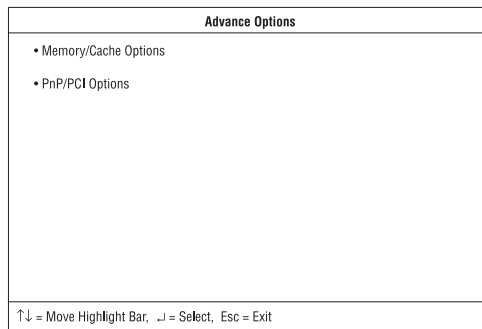 Advance Options
• Memory/Cache Options
• PnP/PCI Options
↑↓ = Move Highlight Bar, ↵ = Select, Esc = Exit